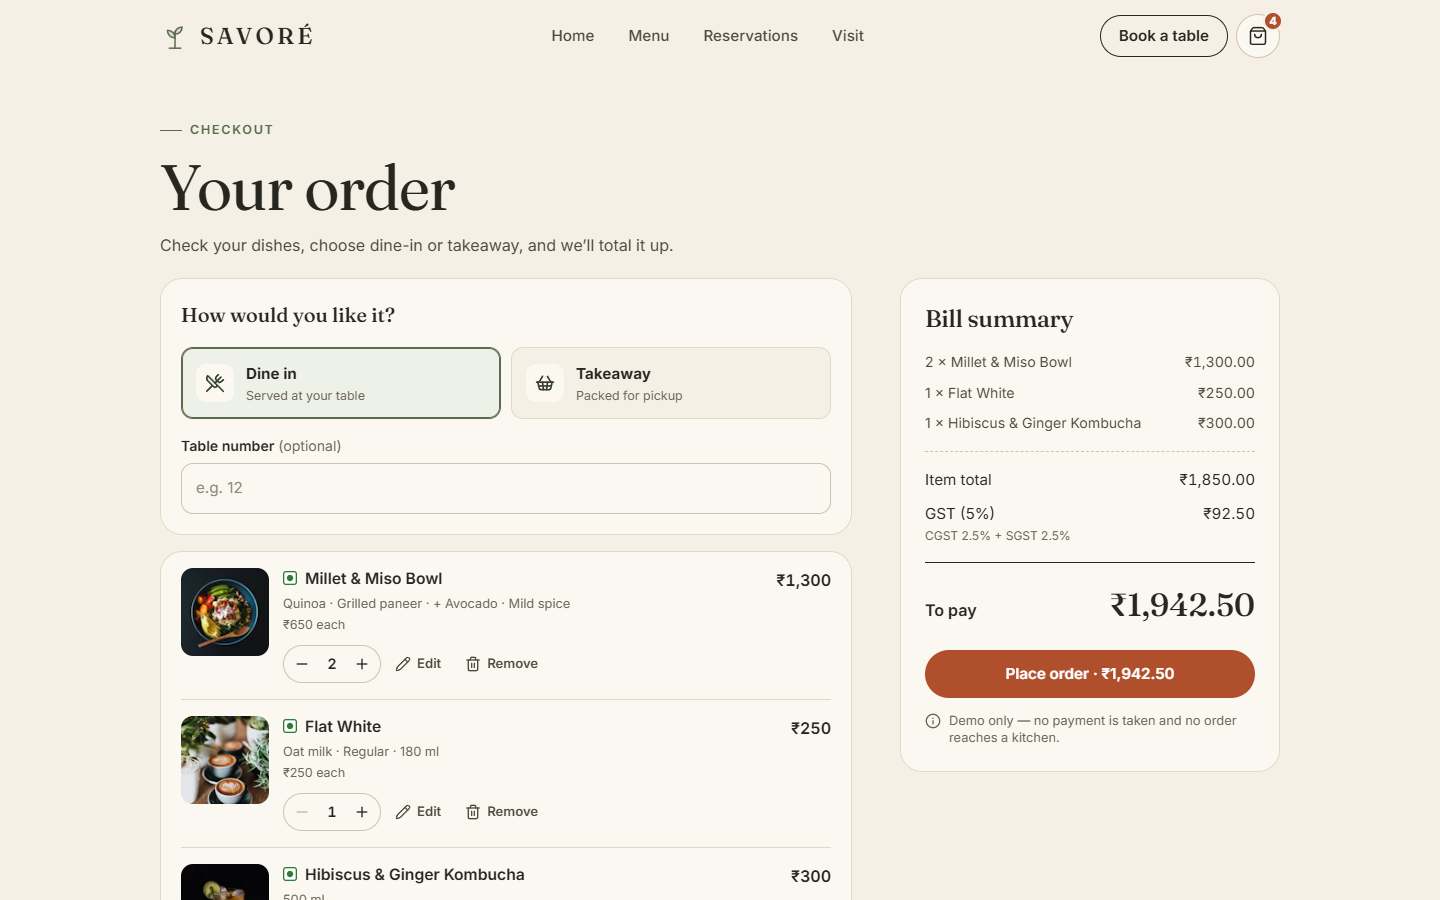 SAVORÉ
Home
Menu
Reservations
Visit
Book a table
4
CHECKOUT
Your order
Check your dishes, choose dine-in or takeaway, and we’ll total it up.
How would you like it?
Dine in
Served at your table
Takeaway
Packed for pickup
Table number (optional)
e.g. 12
Millet & Miso Bowl
₹1,300
Quinoa · Grilled paneer · + Avocado · Mild spice
₹650 each
2
Edit
Remove
Flat White
₹250
Oat milk · Regular · 180 ml
₹250 each
1
Edit
Remove
Hibiscus & Ginger Kombucha
₹300
500 ml
Bill summary
2 × Millet & Miso Bowl ₹1,300.00
1 × Flat White ₹250.00
1 × Hibiscus & Ginger Kombucha ₹300.00
Item total ₹1,850.00
GST (5%) ₹92.50
CGST 2.5% + SGST 2.5%
To pay ₹1,942.50
Place order · ₹1,942.50
Demo only — no payment is taken and no order
reaches a kitchen.